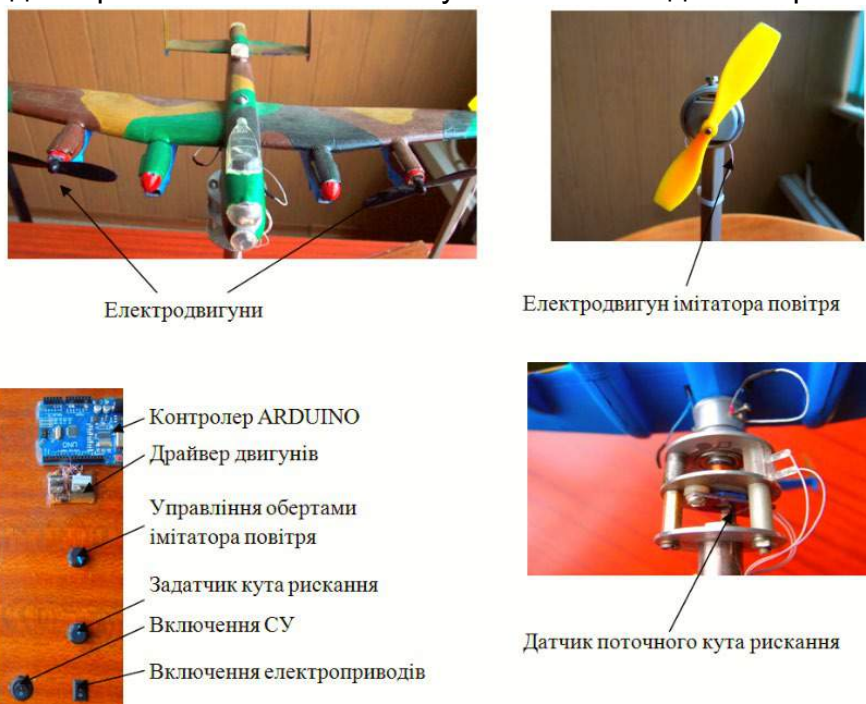 Електродвигуни
Електродвигун імітатора повітря
Контролер ARDUINO
Драйвер двигунів
Управління обертами
імітатора повітря
Задатчик кута рискання
Включення СУ
Включення електроприводів
Датчик поточного кута рискання
UNO